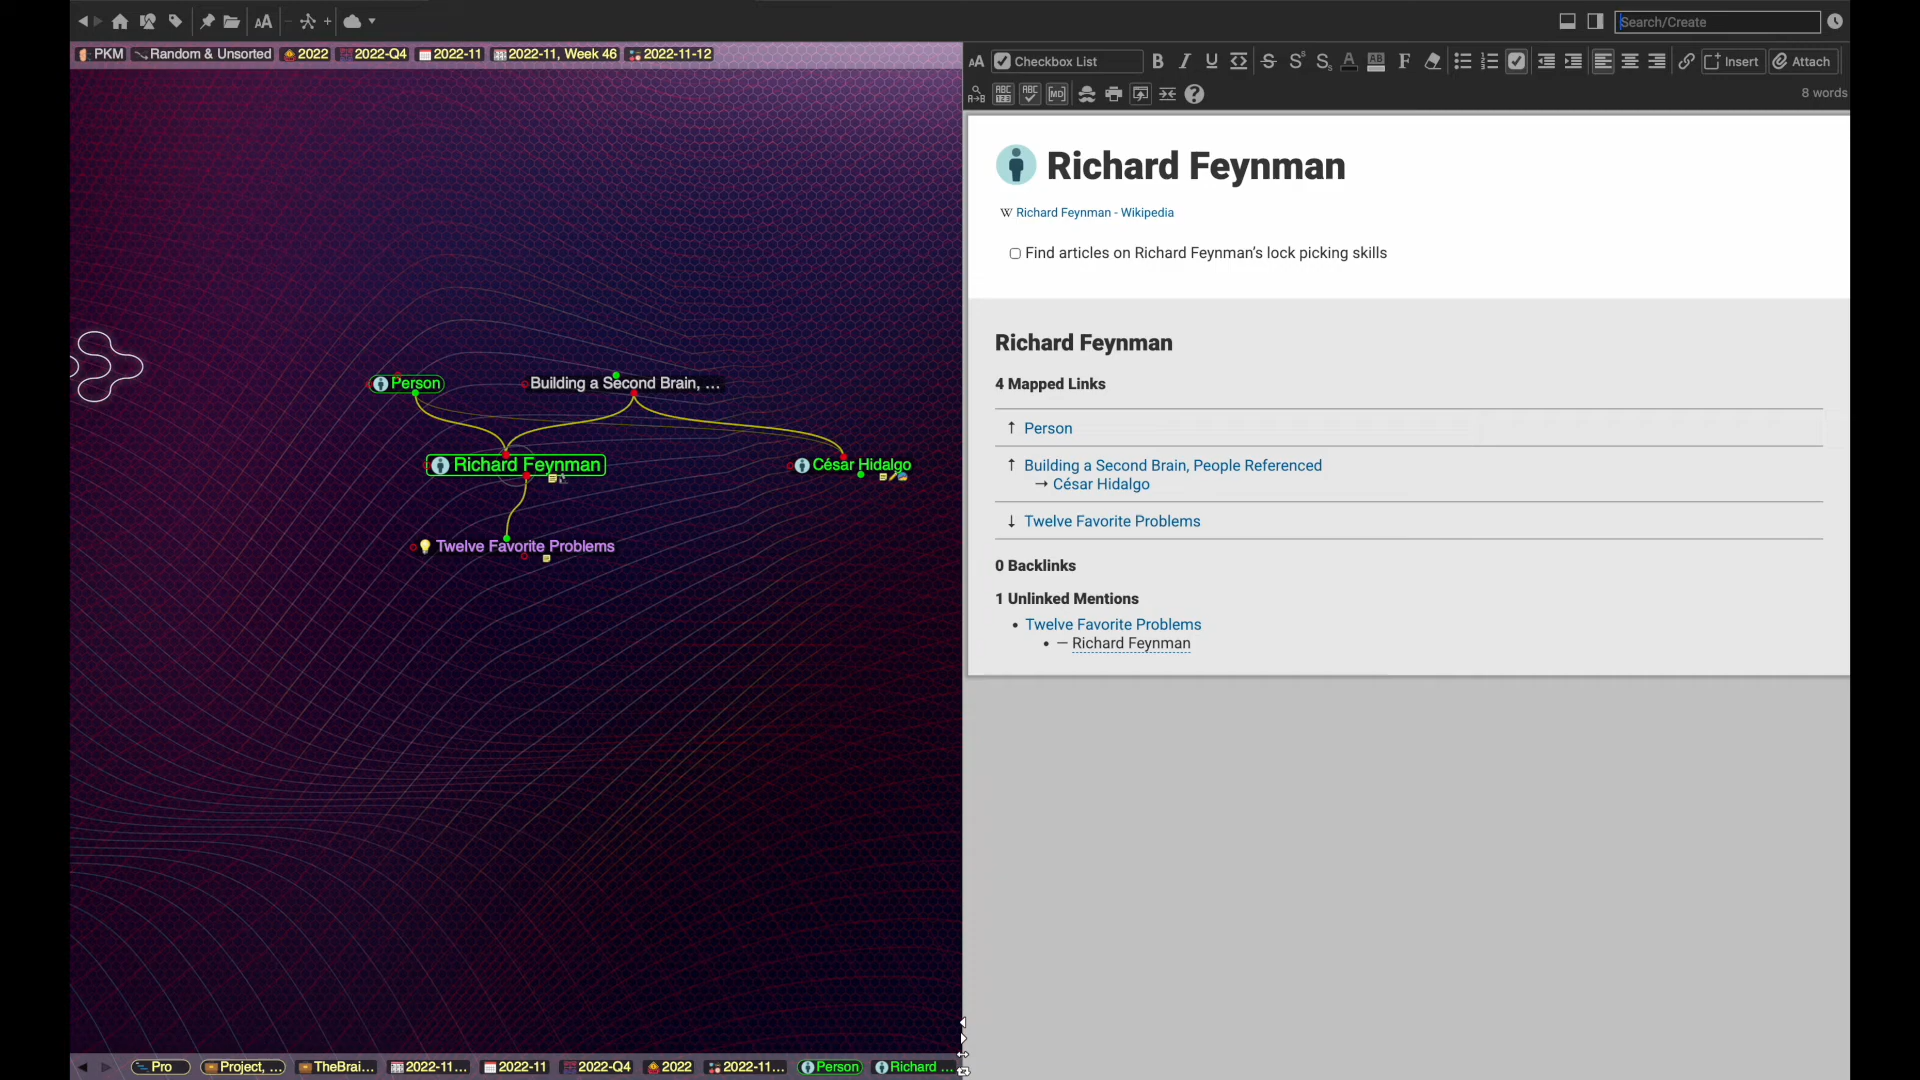 Search/Create
PKM Random & Unsorted 2022 2022-Q4 2022-11 2022-11, Week 46 2022-11-12
Checkbox List
Insert Attach
8 words
Person
Building a Second Brain, ...
Richard Feynman
César Hidalgo
Twelve Favorite Problems
Richard Feynman
W Richard Feynman - Wikipedia
Find articles on Richard Feynman’s lock picking skills
Richard Feynman
4 Mapped Links
↑ Person
↑ Building a Second Brain, People Referenced
→ César Hidalgo
↓ Twelve Favorite Problems
0 Backlinks
1 Unlinked Mentions
• Twelve Favorite Problems
• — Richard Feynman
Pro Project, ... TheBrai... 2022-11... 2022-11 2022-Q4 2022 2022-11... Person Richard ...